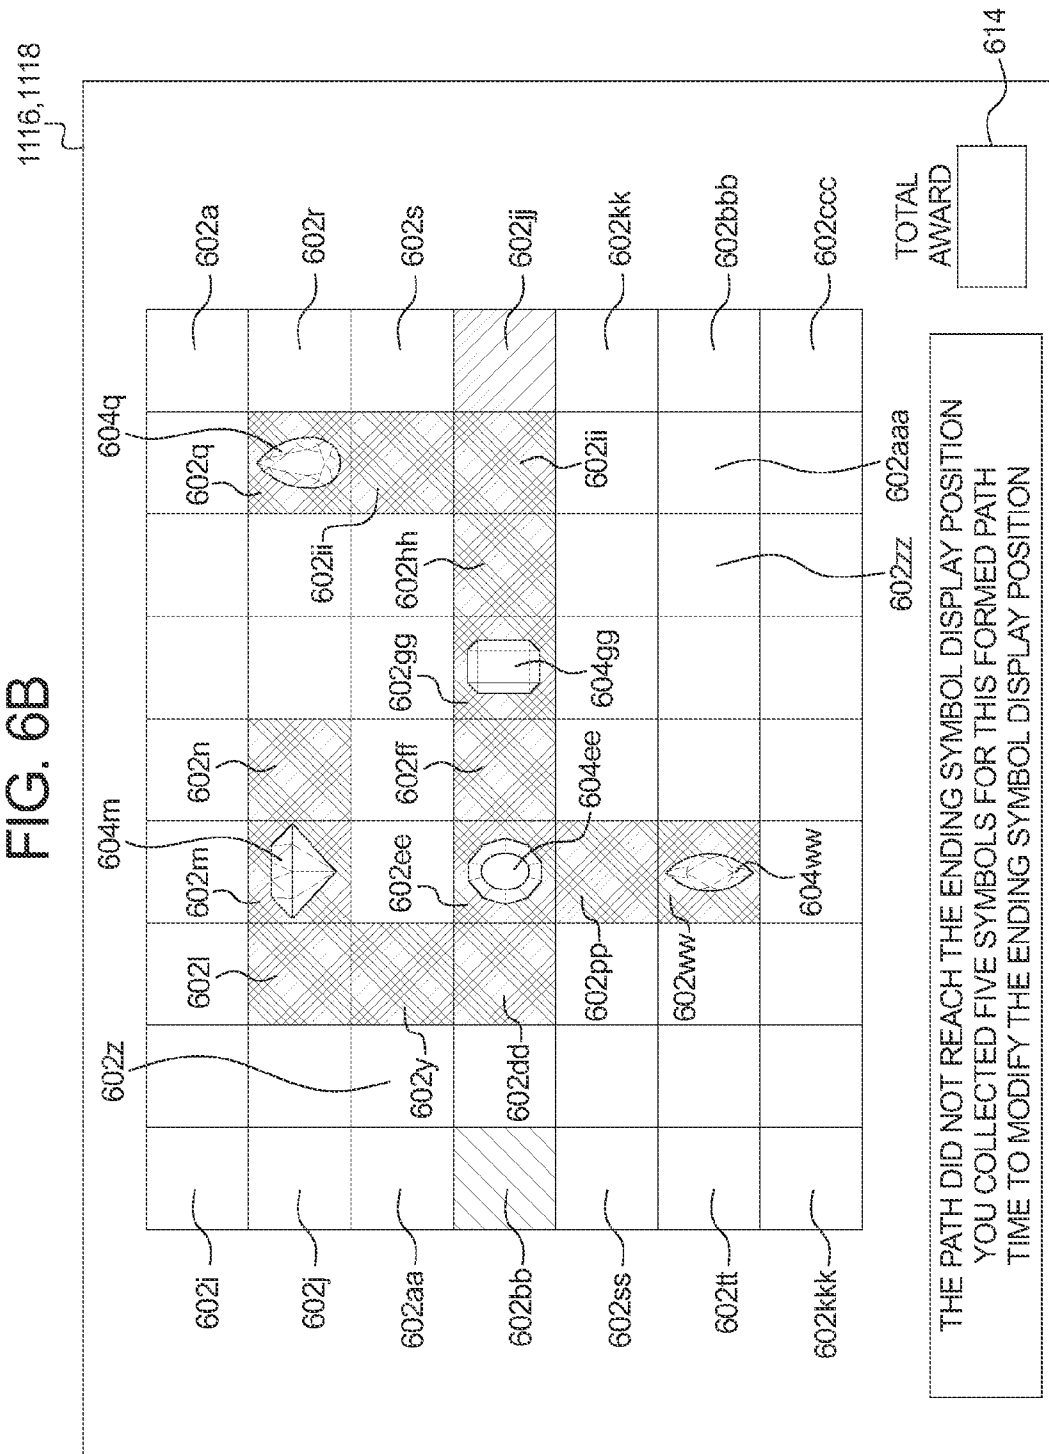 FIG. 6B
1116,1118
602z
604m
604q
602i
602m
602n
602q
602a
602l
602j
602ii
602r
602aa
602y
602ee
602ff
602gg
602hh
602s
602bb
602dd
604gg
602jj
604ee
602ii
602ss
602pp
602kk
602tt
602ww
602bbb
602kkk
604ww
602ccc
602zz
602aaa
TOTAL
AWARD
614
THE PATH DID NOT REACH THE ENDING SYMBOL DISPLAY POSITION
YOU COLLECTED FIVE SYMBOLS FOR THIS FORMED PATH
TIME TO MODIFY THE ENDING SYMBOL DISPLAY POSITION